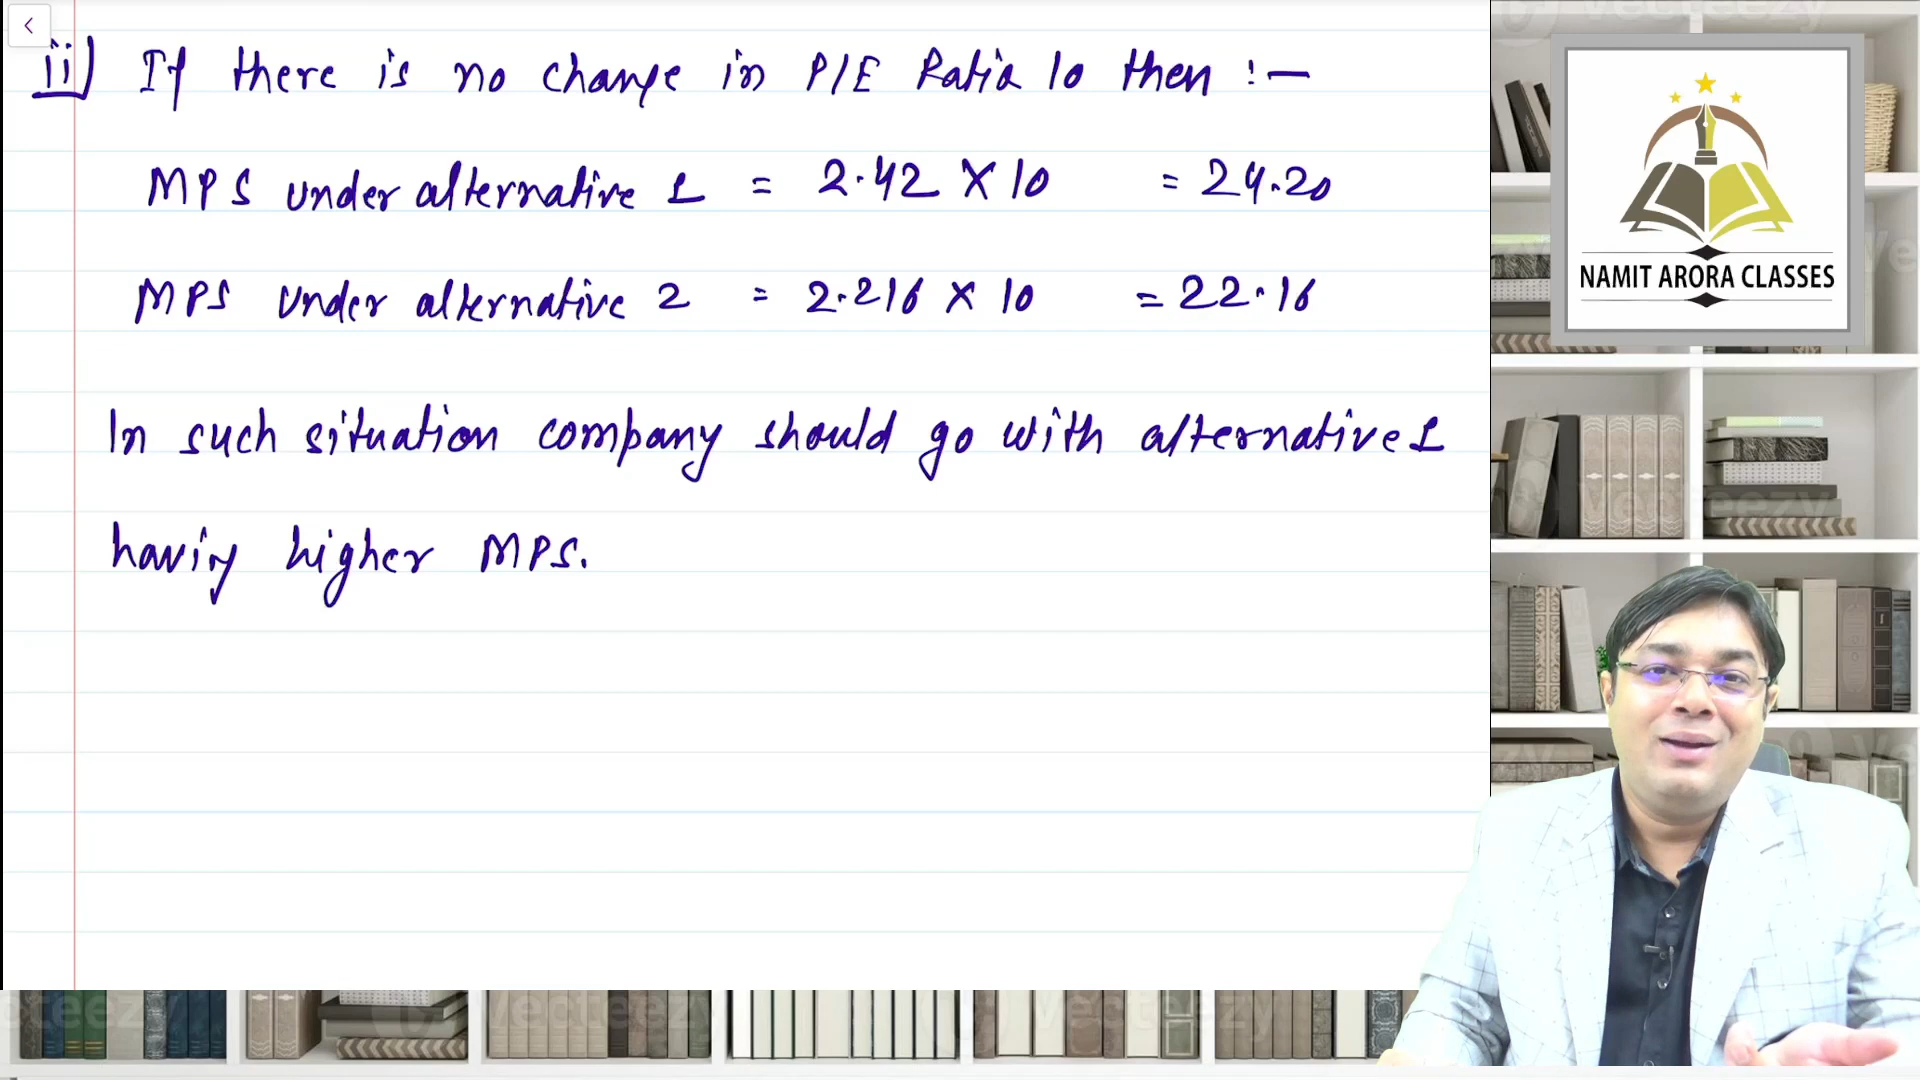 ii) If there is no change in P/E Ratio 10 then :-
MPS under alternative 1 = 2.42 X 10 = 24.20
MPS under alternative 2 = 2.216 X 10 = 22.16
In such situation company should go with alternative 1
having higher MPS.
NAMIT ARORA CLASSES